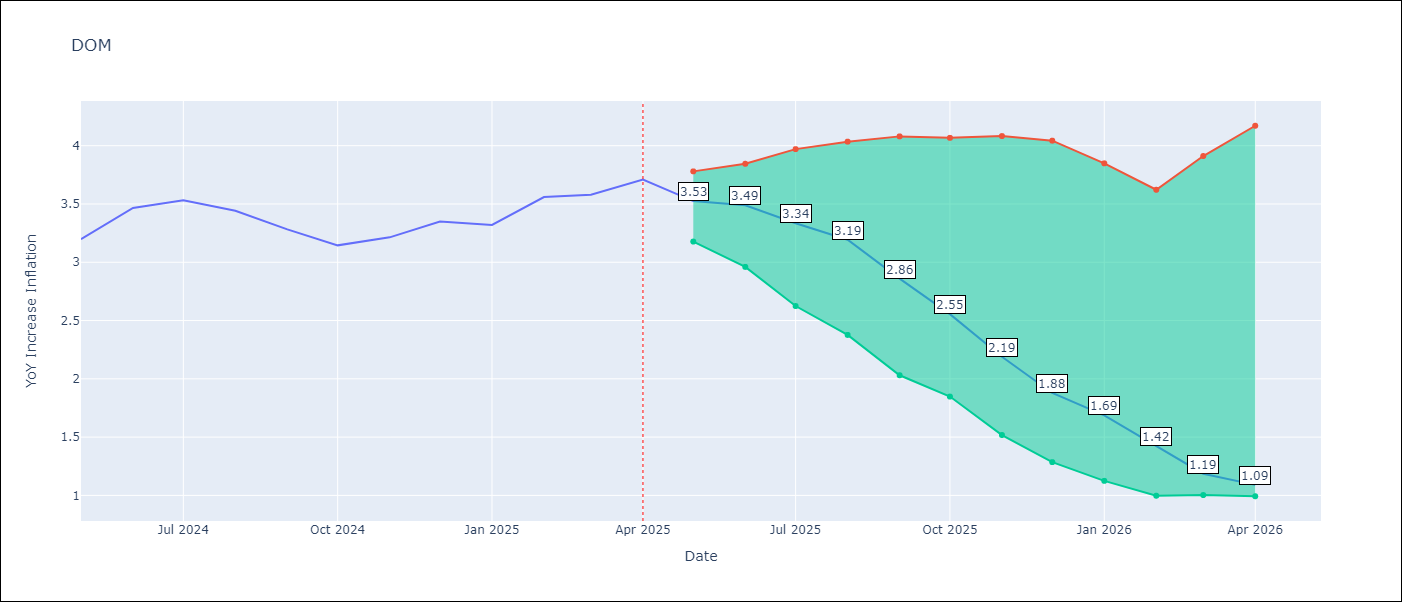 DOM
YoY Increase Inflation
4
3.5
3
2.5
2
1.5
1
3.53
3.49
3.34
3.19
2.86
2.55
2.19
1.88
1.69
1.42
1.19
1.09
Jul 2024
Oct 2024
Jan 2025
Apr 2025
Jul 2025
Oct 2025
Jan 2026
Apr 2026
Date